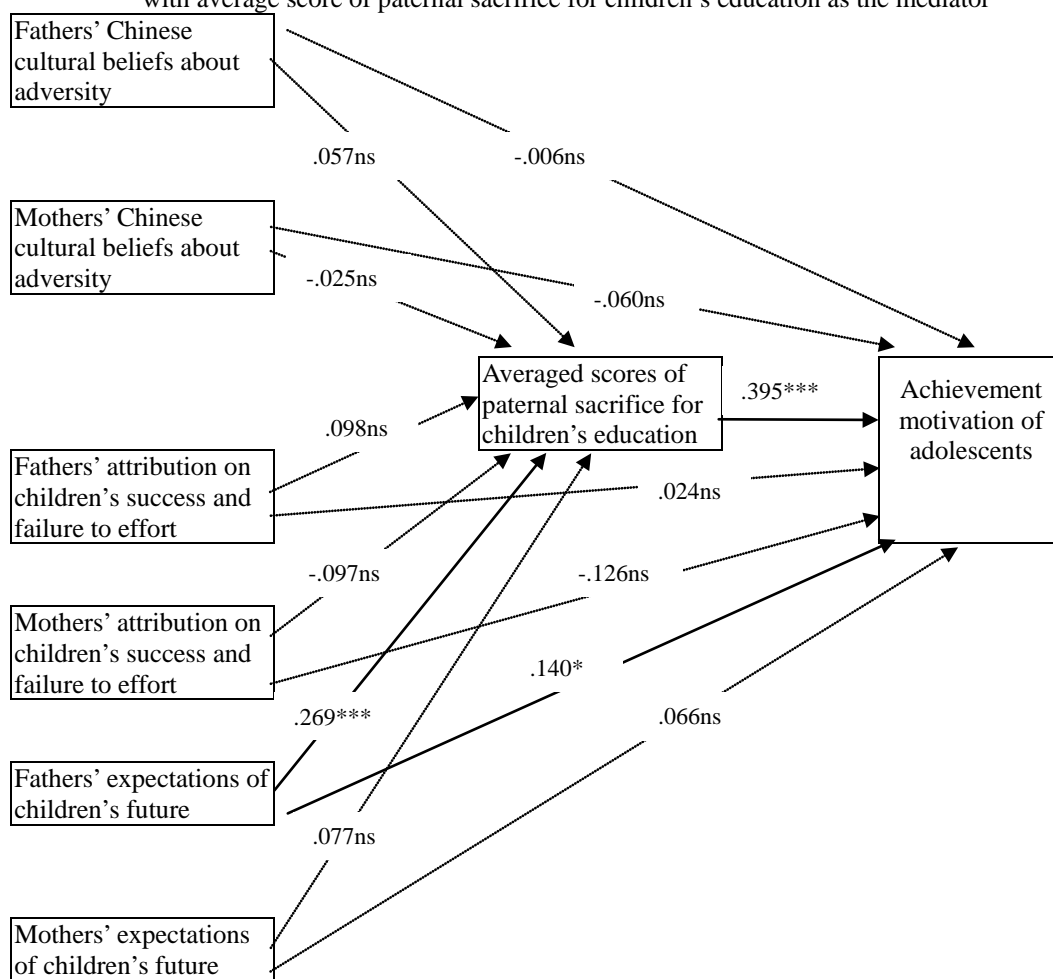 with average score of paternal sacrifice for children's education as the mediator
Fathers' Chinese
cultural beliefs about
adversity
.057ns
-.006ns
Mothers' Chinese
cultural beliefs about
adversity
-.025ns
-.060ns
Averaged scores of
paternal sacrifice for
children's education
.395***
Achievement
motivation of
adolescents
.098ns
Fathers' attribution on
children's success and
failure to effort
.024ns
-.097ns
-.126ns
Mothers' attribution on
children's success and
failure to effort
.140*
.269***
.066ns
Fathers' expectations of
children's future
.077ns
Mothers' expectations
of children's future